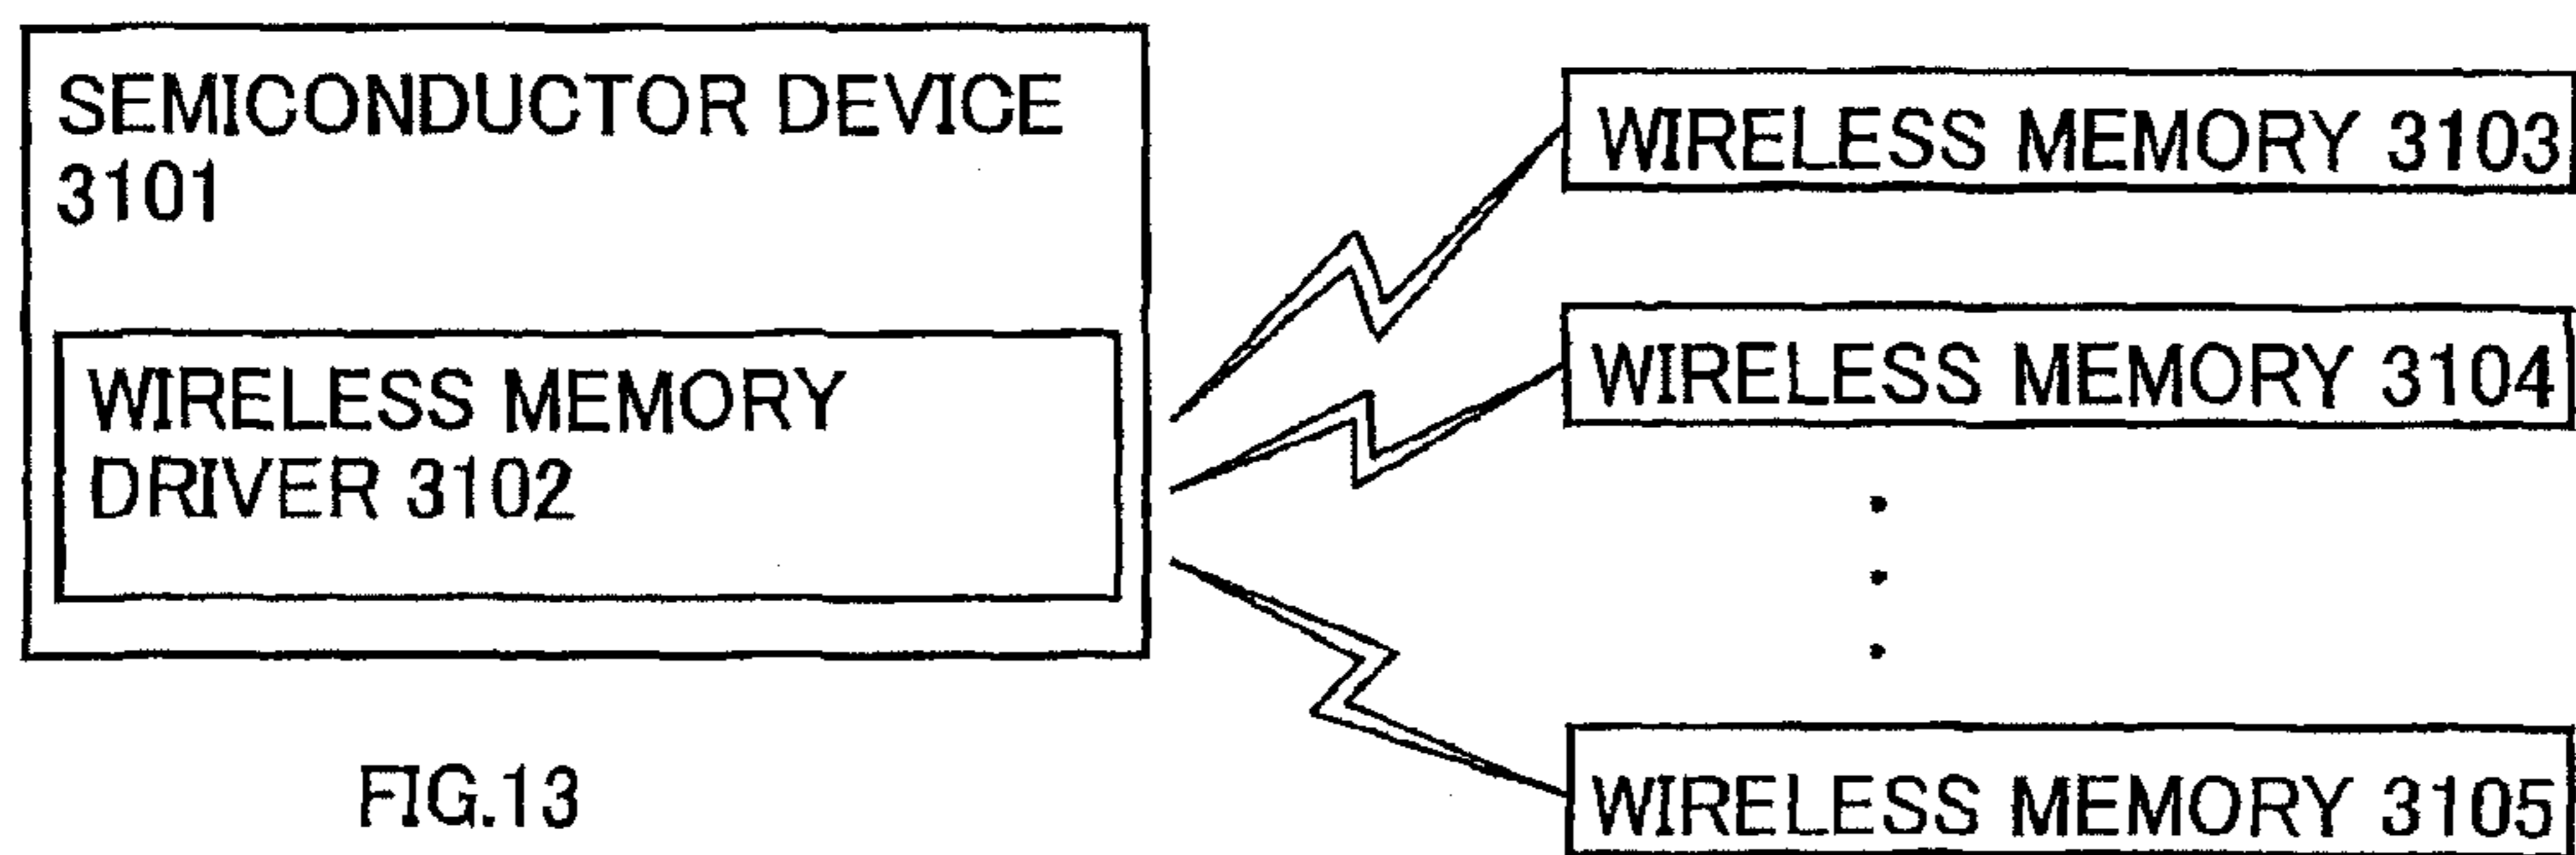 SEMICONDUCTOR DEVICE
3101
WIRELESS MEMORY
DRIVER 3102
WIRELESS MEMORY 3103
WIRELESS MEMORY 3104
WIRELESS MEMORY 3105
FIG.13